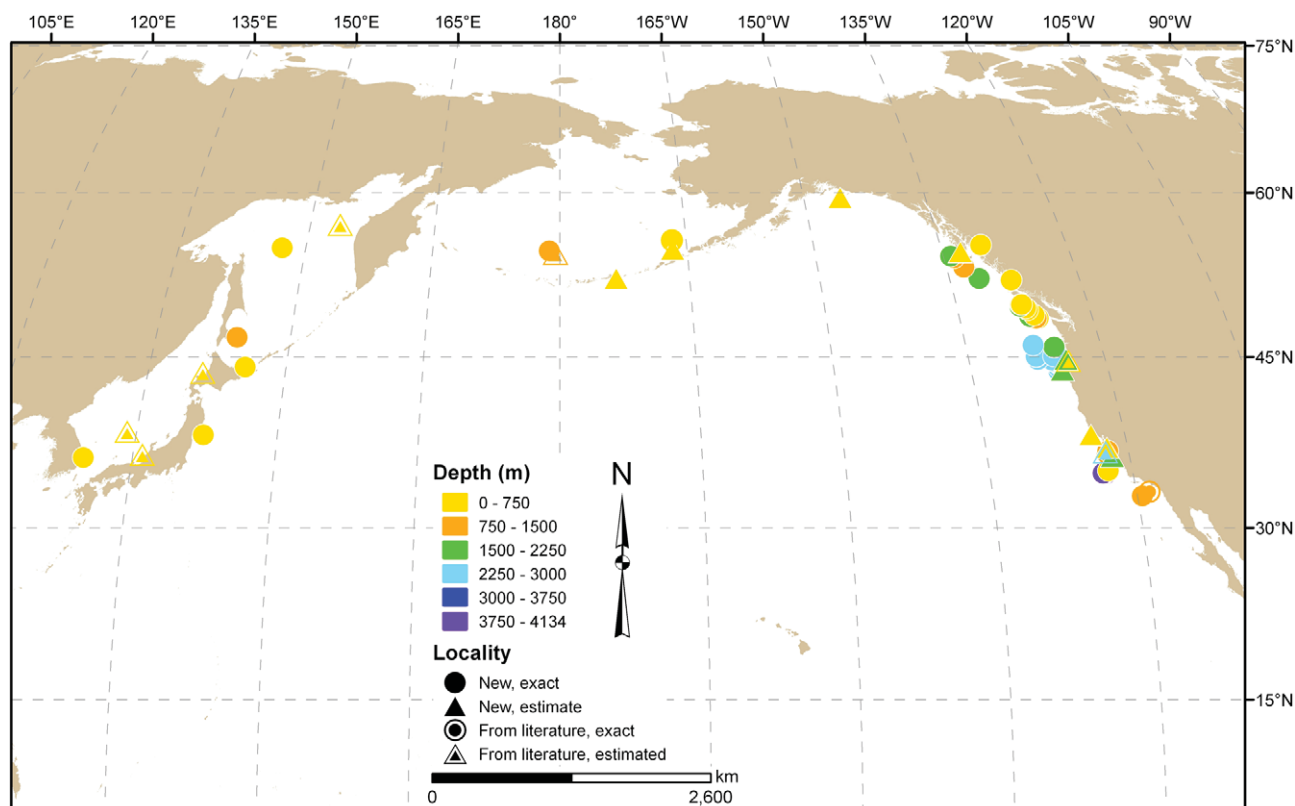 105°E 120°E 135°E 150°E 165°E 180° 165°W 150°W 135°W 120°W 105°W 90°W
75°N
60°N
45°N
30°N
15°N
Depth (m)
0 - 750
750 - 1500
1500 - 2250
2250 - 3000
3000 - 3750
3750 - 4134
N
Locality
New, exact
New, estimate
From literature, exact
From literature, estimated
km
0 2,600